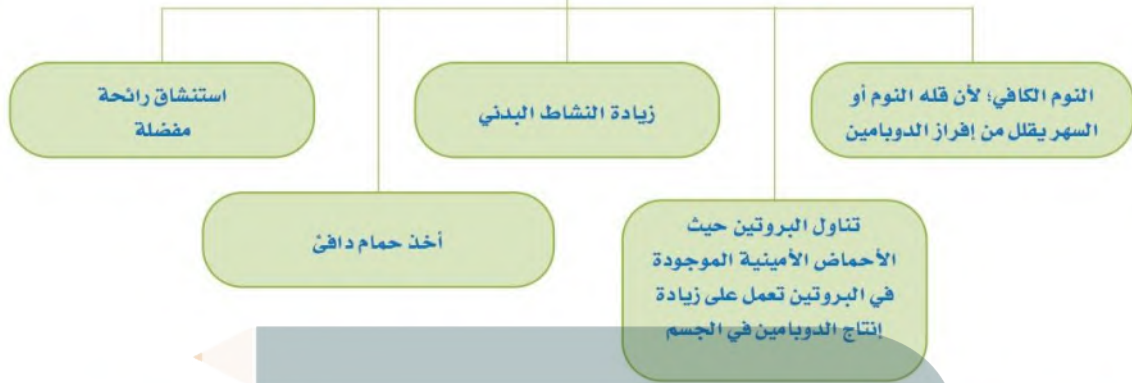 النوم الكافي؛ لأن قله النوم أو
السهر يقلل من إفراز الدوبامين
تناول البروتين حيث
الأحماض الأمينية الموجودة
في البروتين تعمل على زيادة
إنتاج الدوبامين في الجسم
زيادة النشاط البدني
أخذ حمام دافئ
استنشاق رائحة
مفضلة